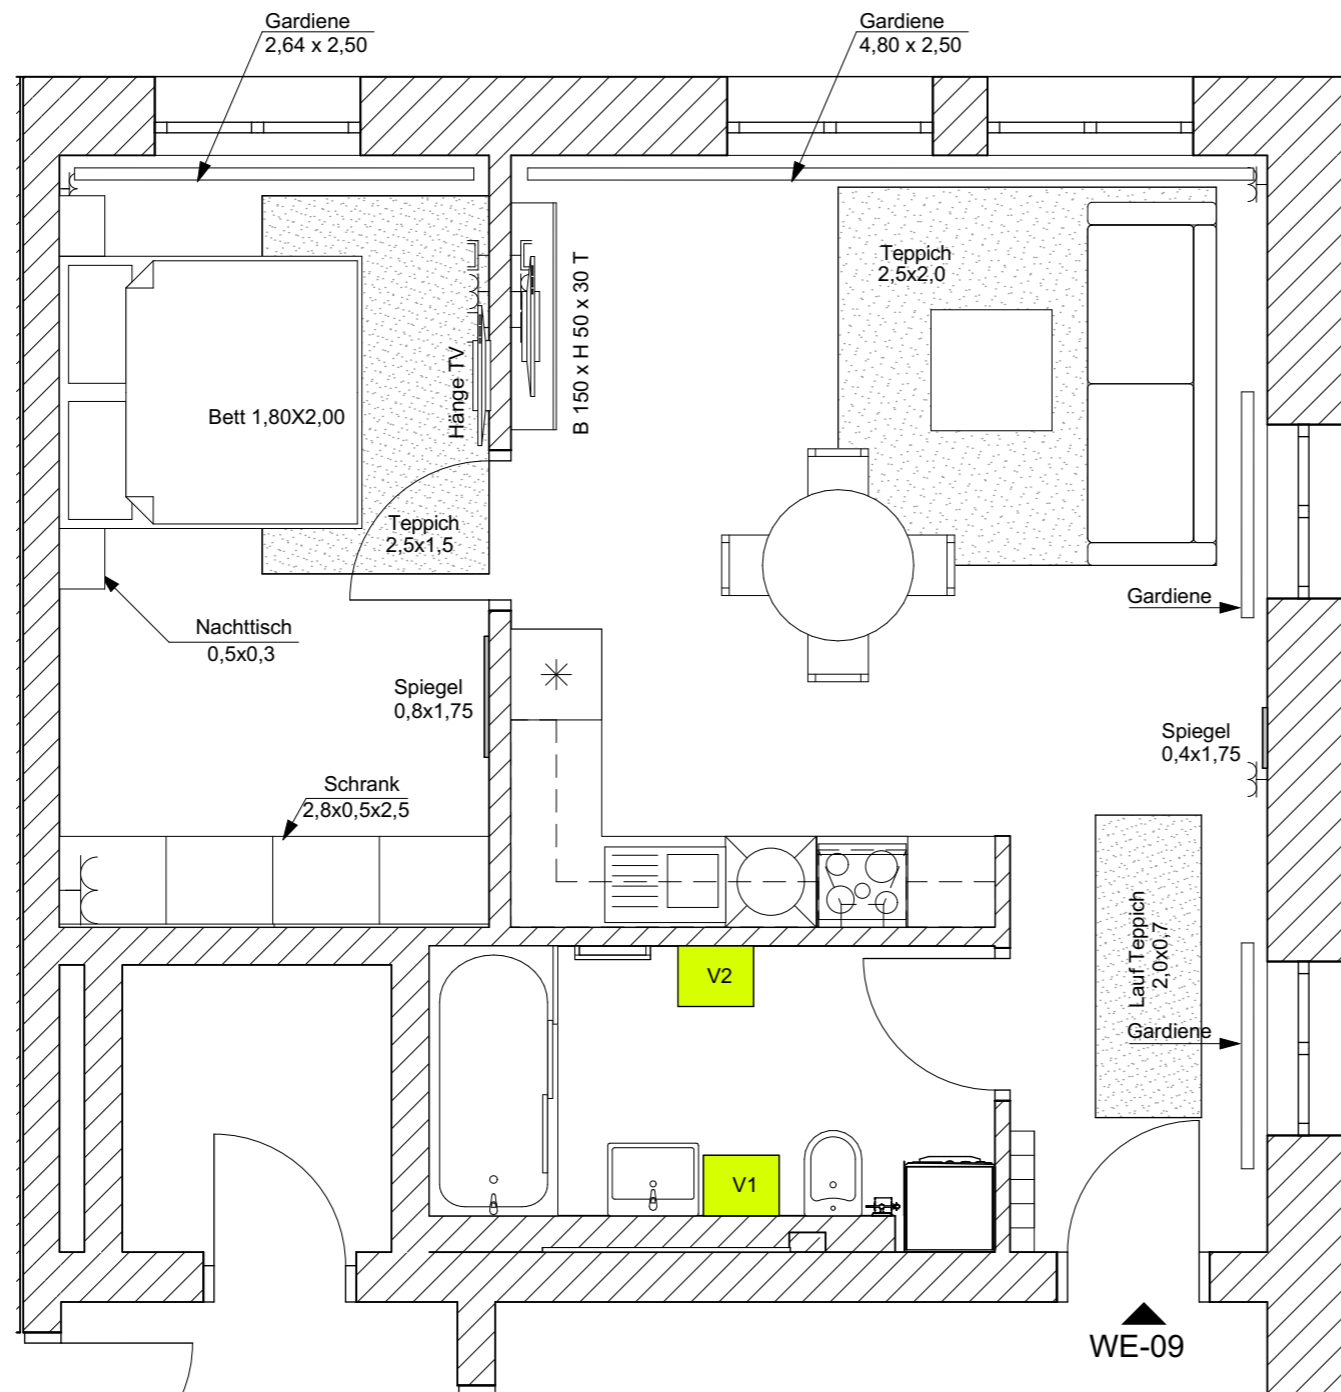 Gardiene
2,64 x 2,50
Gardiene
4,80 x 2,50
Teppich
2,5x2,0
B 150 x H 50 x 30 T
Hänge TV
Bett 1,80X2,00
Teppich
2,5x1,5
Gardiene
Nachttisch
0,5x0,3
Spiegel
0,8x1,75
Spiegel
0,4x1,75
Schrank
2,8x0,5x2,5
Lauf Teppich
2,0x0,7
V2
Gardiene
V1
WE-09